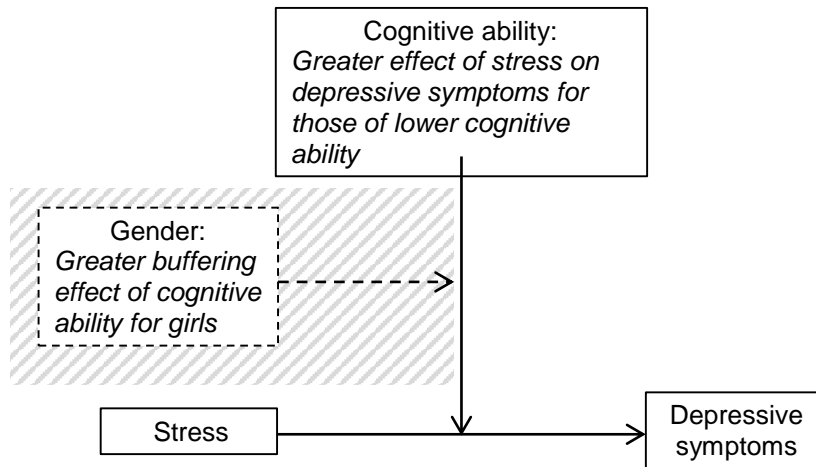 Cognitive ability:
Greater effect of stress on
depressive symptoms for
those of lower cognitive
ability
Gender:
Greater buffering
effect of cognitive
ability for girls
Stress
Depressive
symptoms